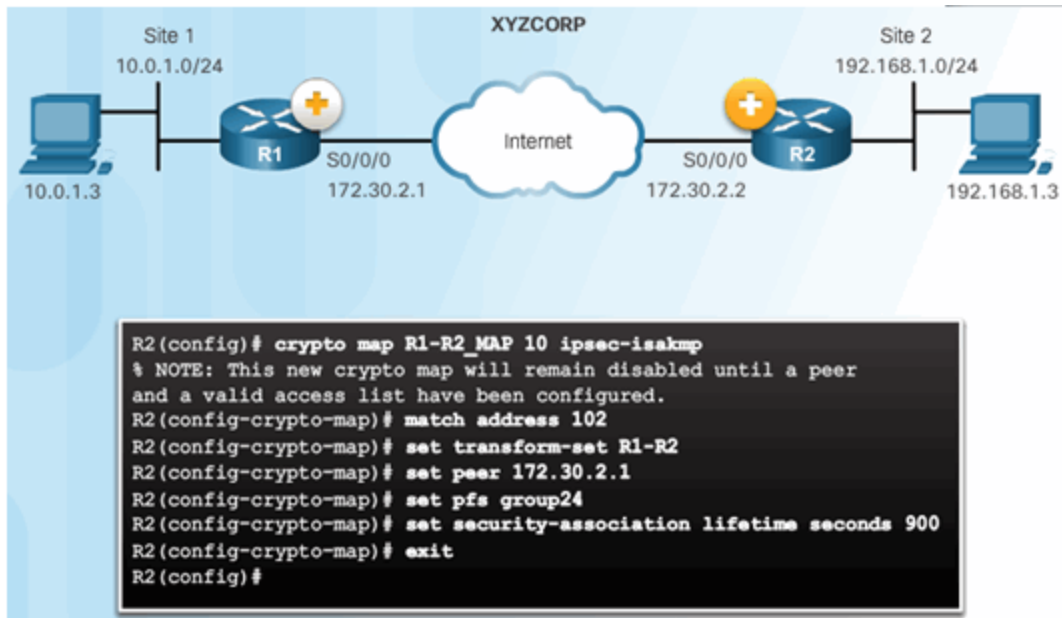 XYZCORP
Site 1
10.0.1.0/24
Site 2
192.168.1.0/24
R1
Internet
R2
S0/0/0
172.30.2.1
S0/0/0
172.30.2.2
10.0.1.3
192.168.1.3
R2(config)# crypto map R1-R2_MAP 10 ipsec-isakmp
% NOTE: This new crypto map will remain disabled until a peer
and a valid access list have been configured.
R2(config-crypto-map)# match address 102
R2(config-crypto-map)# set transform-set R1-R2
R2(config-crypto-map)# set peer 172.30.2.1
R2(config-crypto-map)# set pfs group24
R2(config-crypto-map)# set security-association lifetime seconds 900
R2(config-crypto-map)# exit
R2(config)#